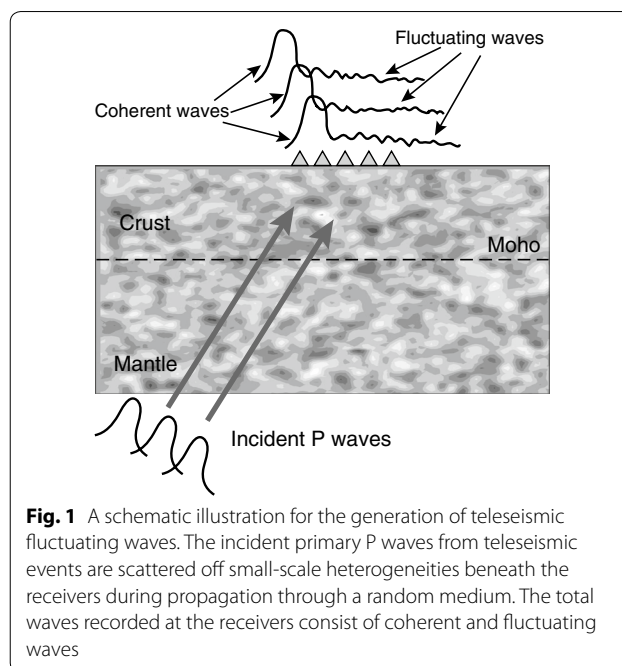 Fluctuating waves
Coherent waves
Crust
Moho
Mantle
Incident P waves
Fig. 1 A schematic illustration for the generation of teleseismic
fluctuating waves. The incident primary P waves from teleseismic
events are scattered off small-scale heterogeneities beneath the
receivers during propagation through a random medium. The total
waves recorded at the receivers consist of coherent and fluctuating
waves